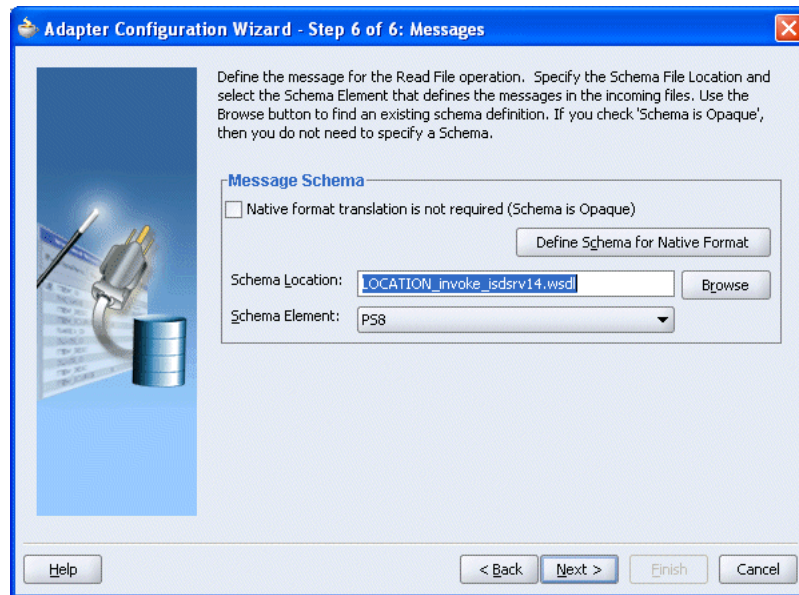 Adapter Configuration Wizard - Step 6 of 6: Messages
Define the message for the Read File operation. Specify the Schema File Location and
select the Schema Element that defines the messages in the incoming files. Use the
Browse button to find an existing schema definition. If you check 'Schema is Opaque',
then you do not need to specify a Schema.
Message Schema
Native format translation is not required (Schema is Opaque)
Define Schema for Native Format
Schema Location: LOCATION_invoke_isdsrv14.wsdl Browse
Schema Element: PS8
Help < Back Next > Finish Cancel